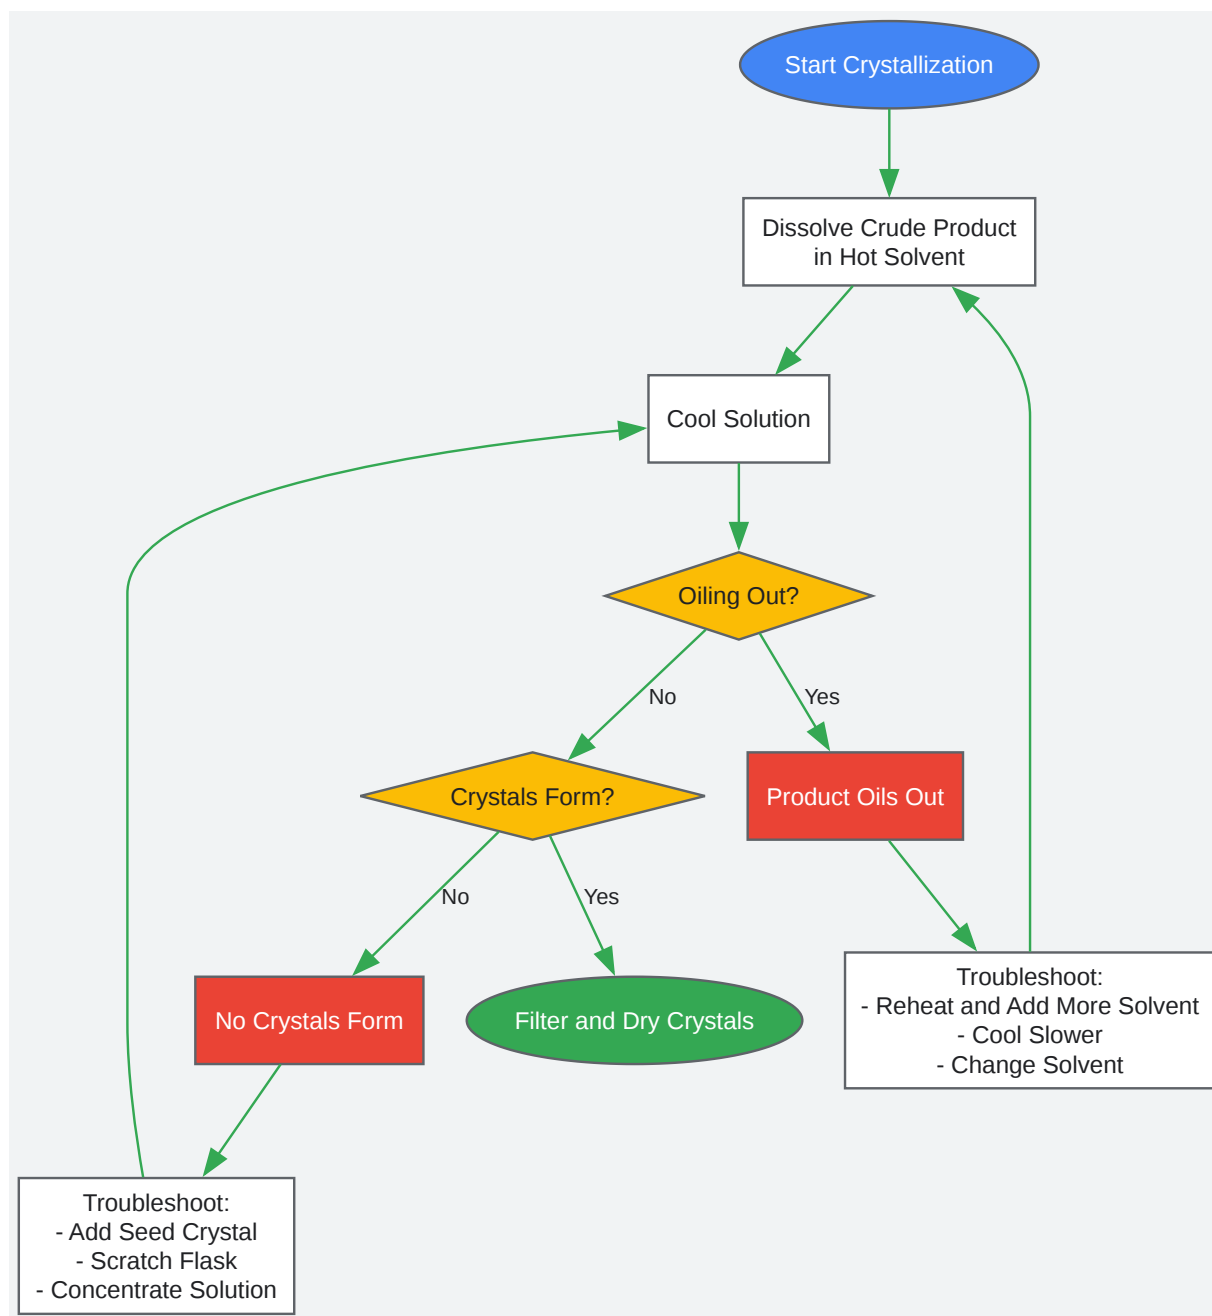 Start Crystallization
Dissolve Crude Product
in Hot Solvent
Cool Solution
Oiling Out?
No
Yes
Crystals Form?
Product Oils Out
No
Yes
No Crystals Form
Filter and Dry Crystals
Troubleshoot:
- Reheat and Add More Solvent
- Cool Slower
- Change Solvent
Troubleshoot:
- Add Seed Crystal
- Scratch Flask
- Concentrate Solution